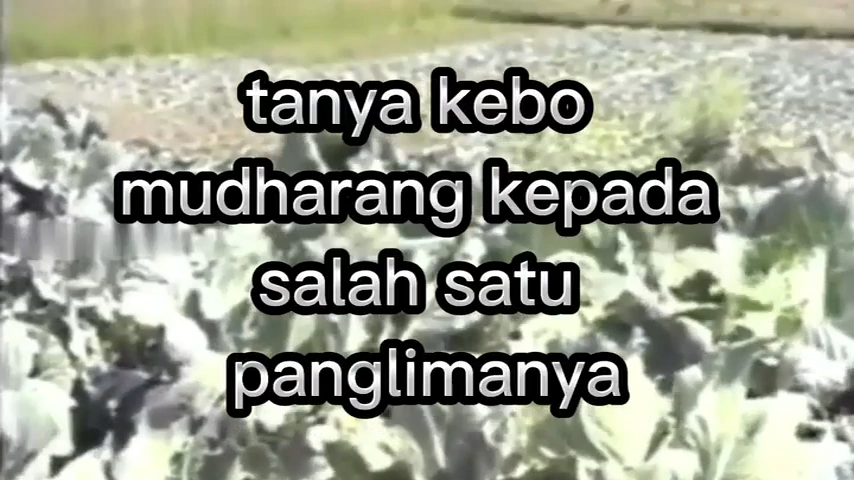 tanya kebo
mudharang kepada
salah satu
panglimanya